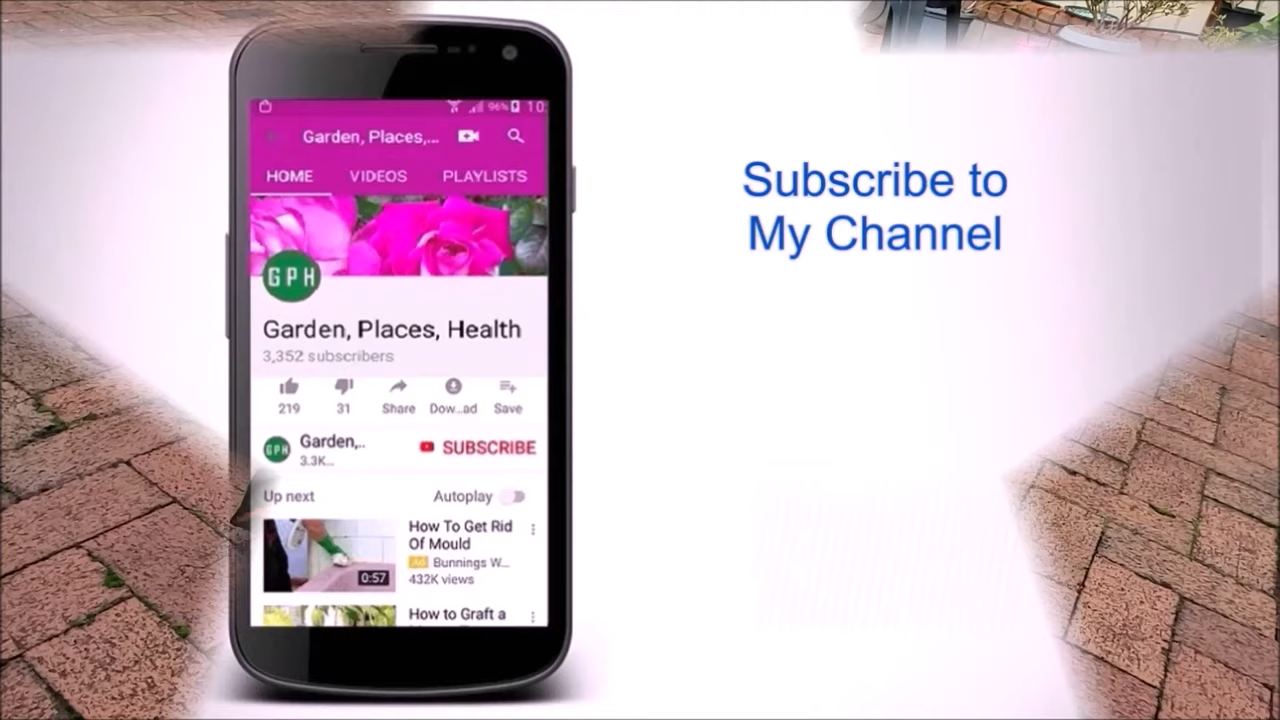 96% 10:
Garden, Places,...
HOME VIDEOS PLAYLISTS
GPH
Garden, Places, Health
3,352 subscribers
219 31 Share Dow...ad Save
GPH
Garden,..
3.3K...
SUBSCRIBE
Up next Autoplay
How To Get Rid
Of Mould
Ad Bunnings W...
432K views
0:57
How to Graft a
Subscribe to
My Channel